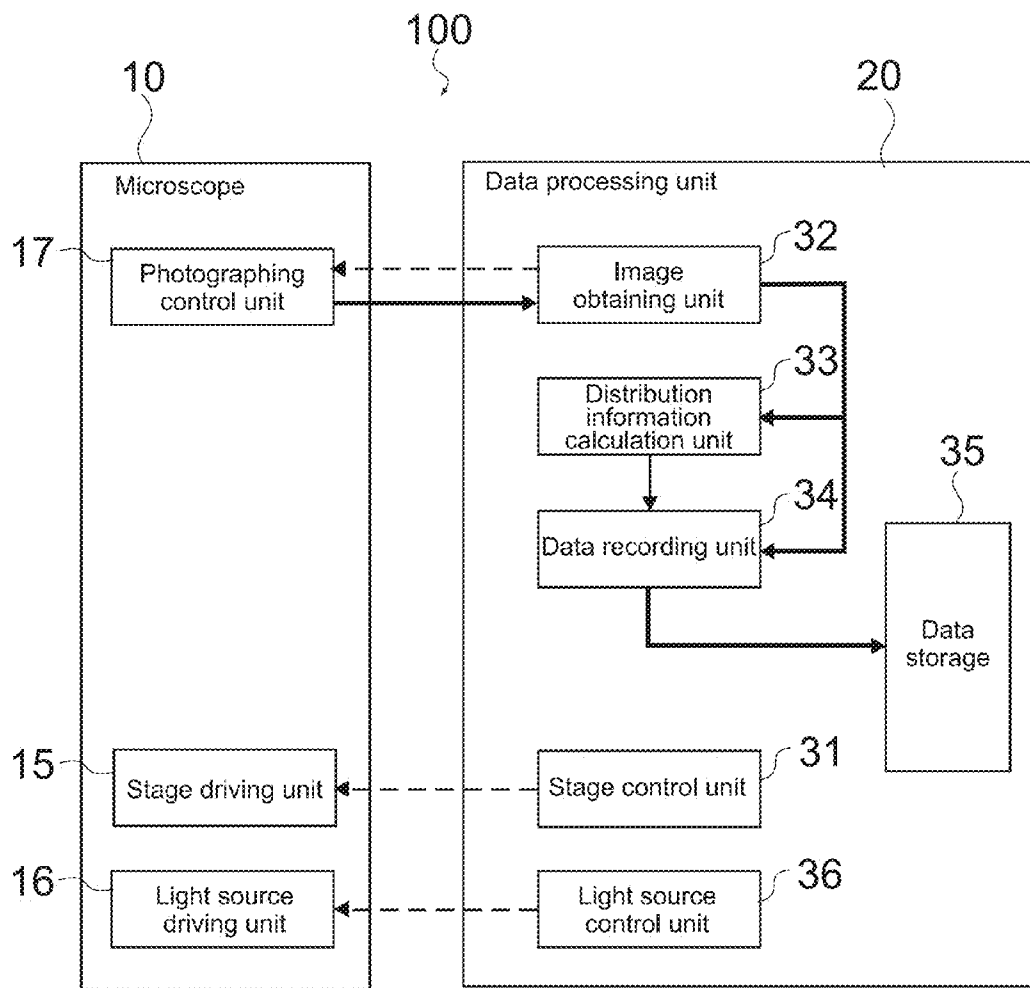 100
10
20
Microscope
Data processing unit
17
Photographing
control unit
32
Image
obtaining unit
33
Distribution
information
calculation unit
34
Data recording unit
35
Data
storage
15
Stage driving unit
31
Stage control unit
16
Light source
driving unit
36
Light source
control unit